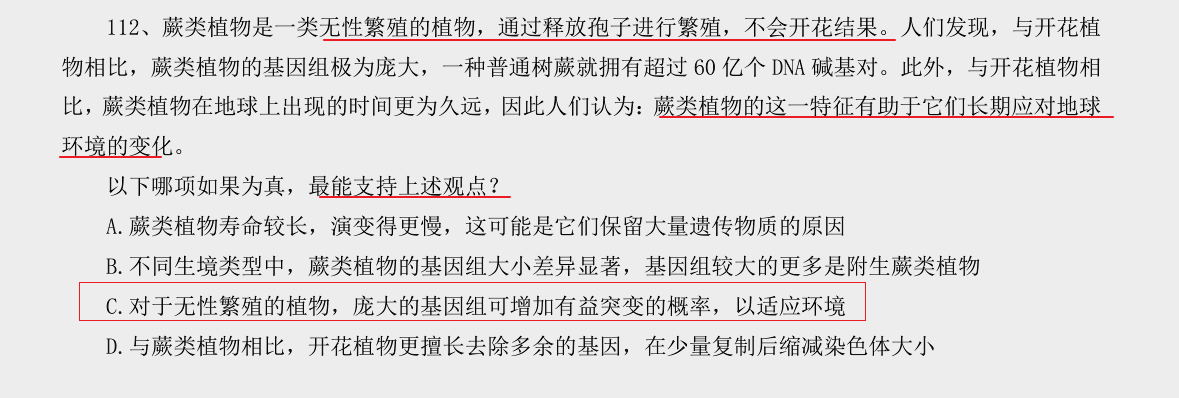 112、蕨类植物是一类无性繁殖的植物，通过释放孢子进行繁殖，不会开花结果。人们发现，与开花植
物相比，蕨类植物的基因组极为庞大，一种普通树蕨就拥有超过 60 亿个 DNA 碱基对。此外，与开花植物相
比，蕨类植物在地球上出现的时间更为久远，因此人们认为：蕨类植物的这一特征有助于它们长期应对地球
环境的变化。
以下哪项如果为真，最能支持上述观点？
A.蕨类植物寿命较长，演变得更慢，这可能是它们保留大量遗传物质的原因
B.不同生境类型中，蕨类植物的基因组大小差异显著，基因组较大的更多是附生蕨类植物
C.对于无性繁殖的植物，庞大的基因组可增加有益突变的概率，以适应环境
D.与蕨类植物相比，开花植物更擅长去除多余的基因，在少量复制后缩减染色体大小